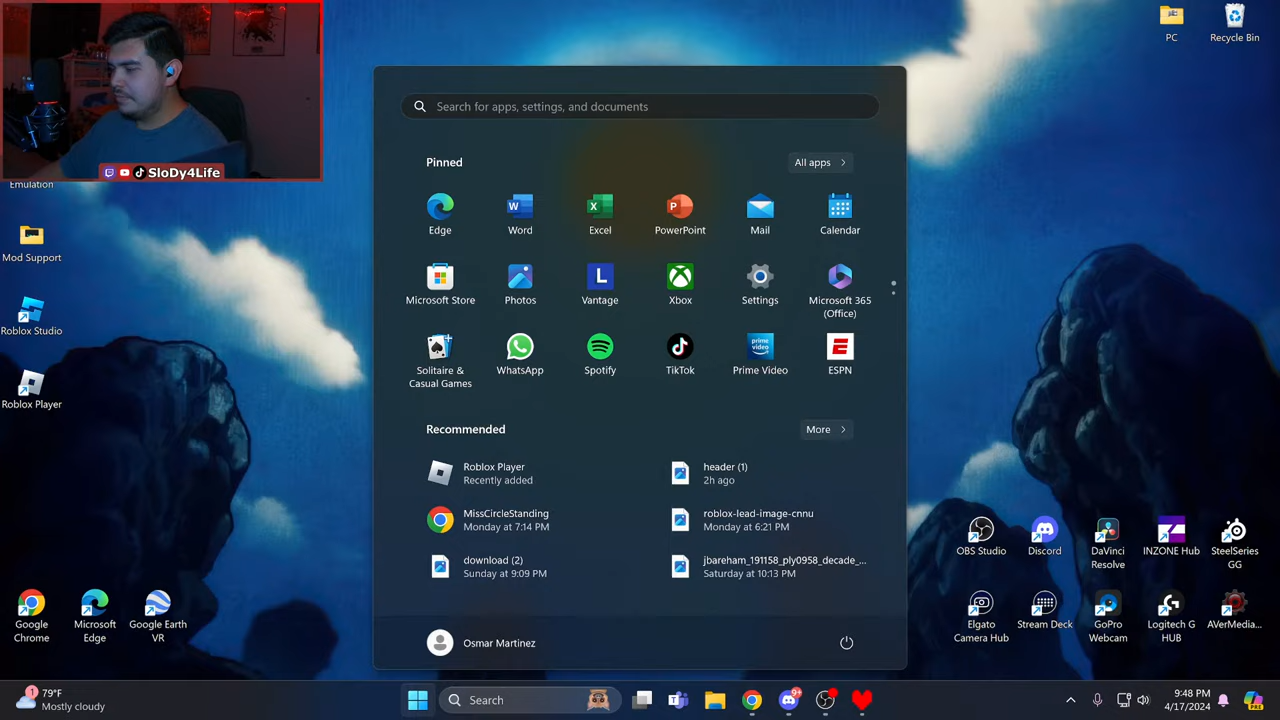 SloDy4Life
PC
Recycle Bin
Emulation
Mod Support
Roblox Studio
Roblox Player
Google
Chrome
Microsoft
Edge
Google Earth
VR
Search for apps, settings, and documents
Pinned
All apps
Edge
Word
Excel
PowerPoint
Mail
Calendar
Microsoft Store
Photos
Vantage
Xbox
Settings
Microsoft 365
(Office)
Solitaire &
Casual Games
WhatsApp
Spotify
TikTok
Prime Video
ESPN
Recommended
More
Roblox Player
Recently added
header (1)
2h ago
MissCircleStanding
Monday at 7:14 PM
roblox-lead-image-cnnu
Monday at 6:21 PM
download (2)
Sunday at 9:09 PM
jbareham_191158_ply0958_decade_...
Saturday at 10:13 PM
Osmar Martinez
OBS Studio
Discord
DaVinci
Resolve
INZONE Hub
SteelSeries
GG
Elgato
Camera Hub
Stream Deck
GoPro
Webcam
Logitech G
HUB
AVerMedia...
1
79°F
Mostly cloudy
Search
9+
9:48 PM
4/17/2024